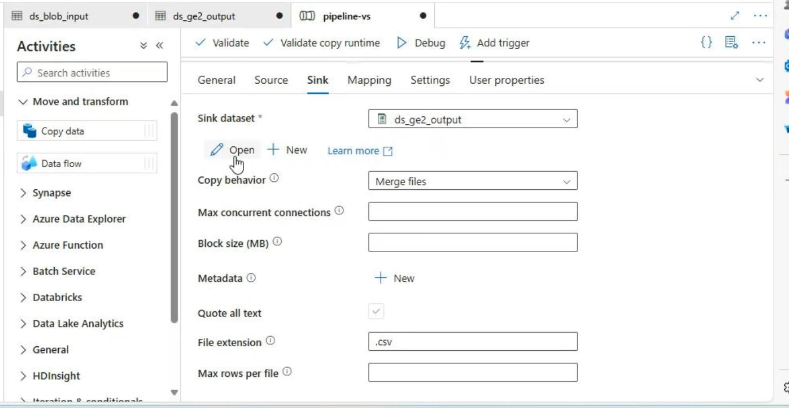 ds_blob_input
ds_ge2_output
pipeline-vs
Activities
Validate
Validate copy runtime
Debug
Add trigger
Search activities
General
Source
Sink
Mapping
Settings
User properties
Move and transform
Copy data
Data flow
Synapse
Azure Data Explorer
Azure Function
Batch Service
Databricks
Data Lake Analytics
General
HDInsight
Iteration & conditionals
Sink dataset *
ds_ge2_output
Open
New
Learn more
Copy behavior
Merge files
Max concurrent connections
Block size (MB)
Metadata
New
Quote all text
File extension
.csv
Max rows per file